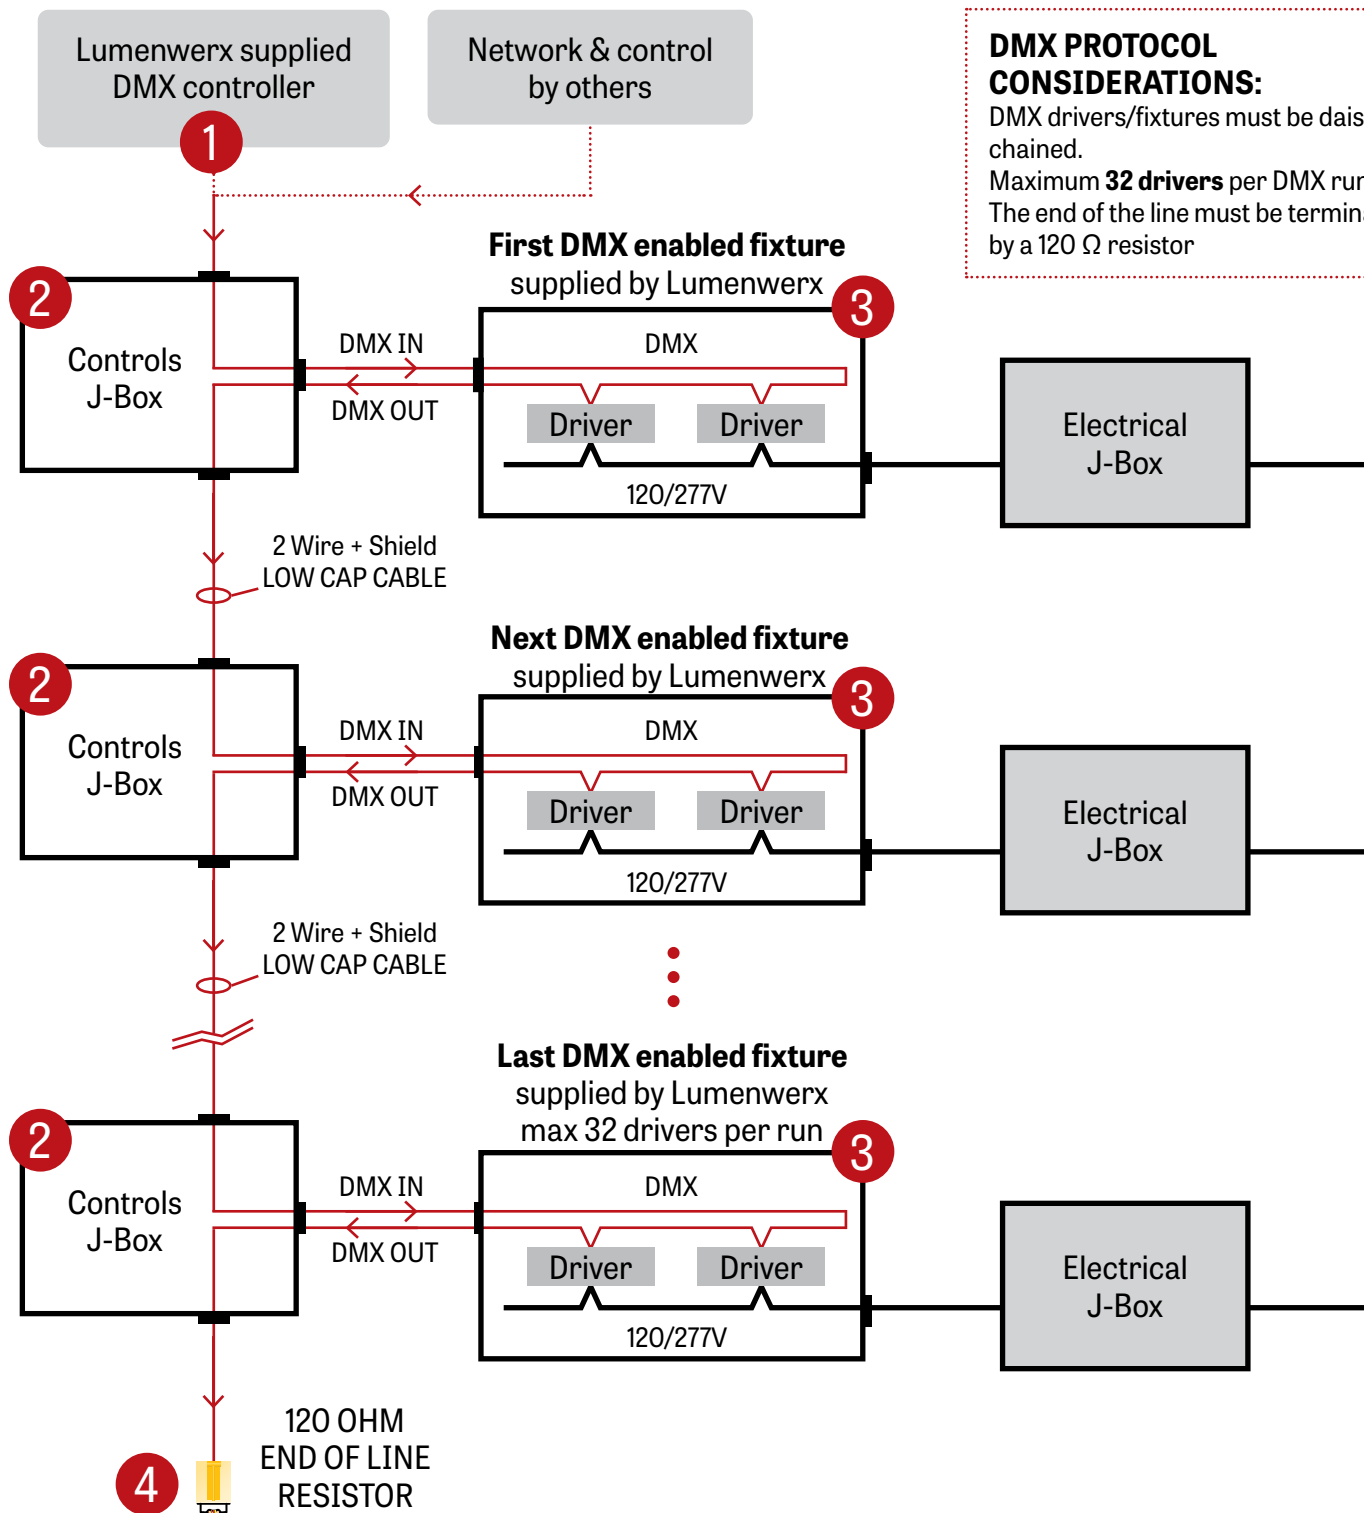 Lumenwerx supplied
DMX controller
1
Network & control
by others
DMX PROTOCOL
CONSIDERATIONS:
DMX drivers/fixtures must be dais
chained.
Maximum 32 drivers per DMX run
The end of the line must be termina
by a 120 Ω resistor
First DMX enabled fixture
supplied by Lumenwerx
2
3
Controls
J-Box
DMX IN
DMX OUT
DMX
Driver
Driver
120/277V
Electrical
J-Box
2 Wire + Shield
LOW CAP CABLE
Next DMX enabled fixture
supplied by Lumenwerx
2
3
Controls
J-Box
DMX IN
DMX OUT
DMX
Driver
Driver
120/277V
Electrical
J-Box
2 Wire + Shield
LOW CAP CABLE
Last DMX enabled fixture
supplied by Lumenwerx
max 32 drivers per run
2
3
Controls
J-Box
DMX IN
DMX OUT
DMX
Driver
Driver
120/277V
Electrical
J-Box
4
120 OHM
END OF LINE
RESISTOR